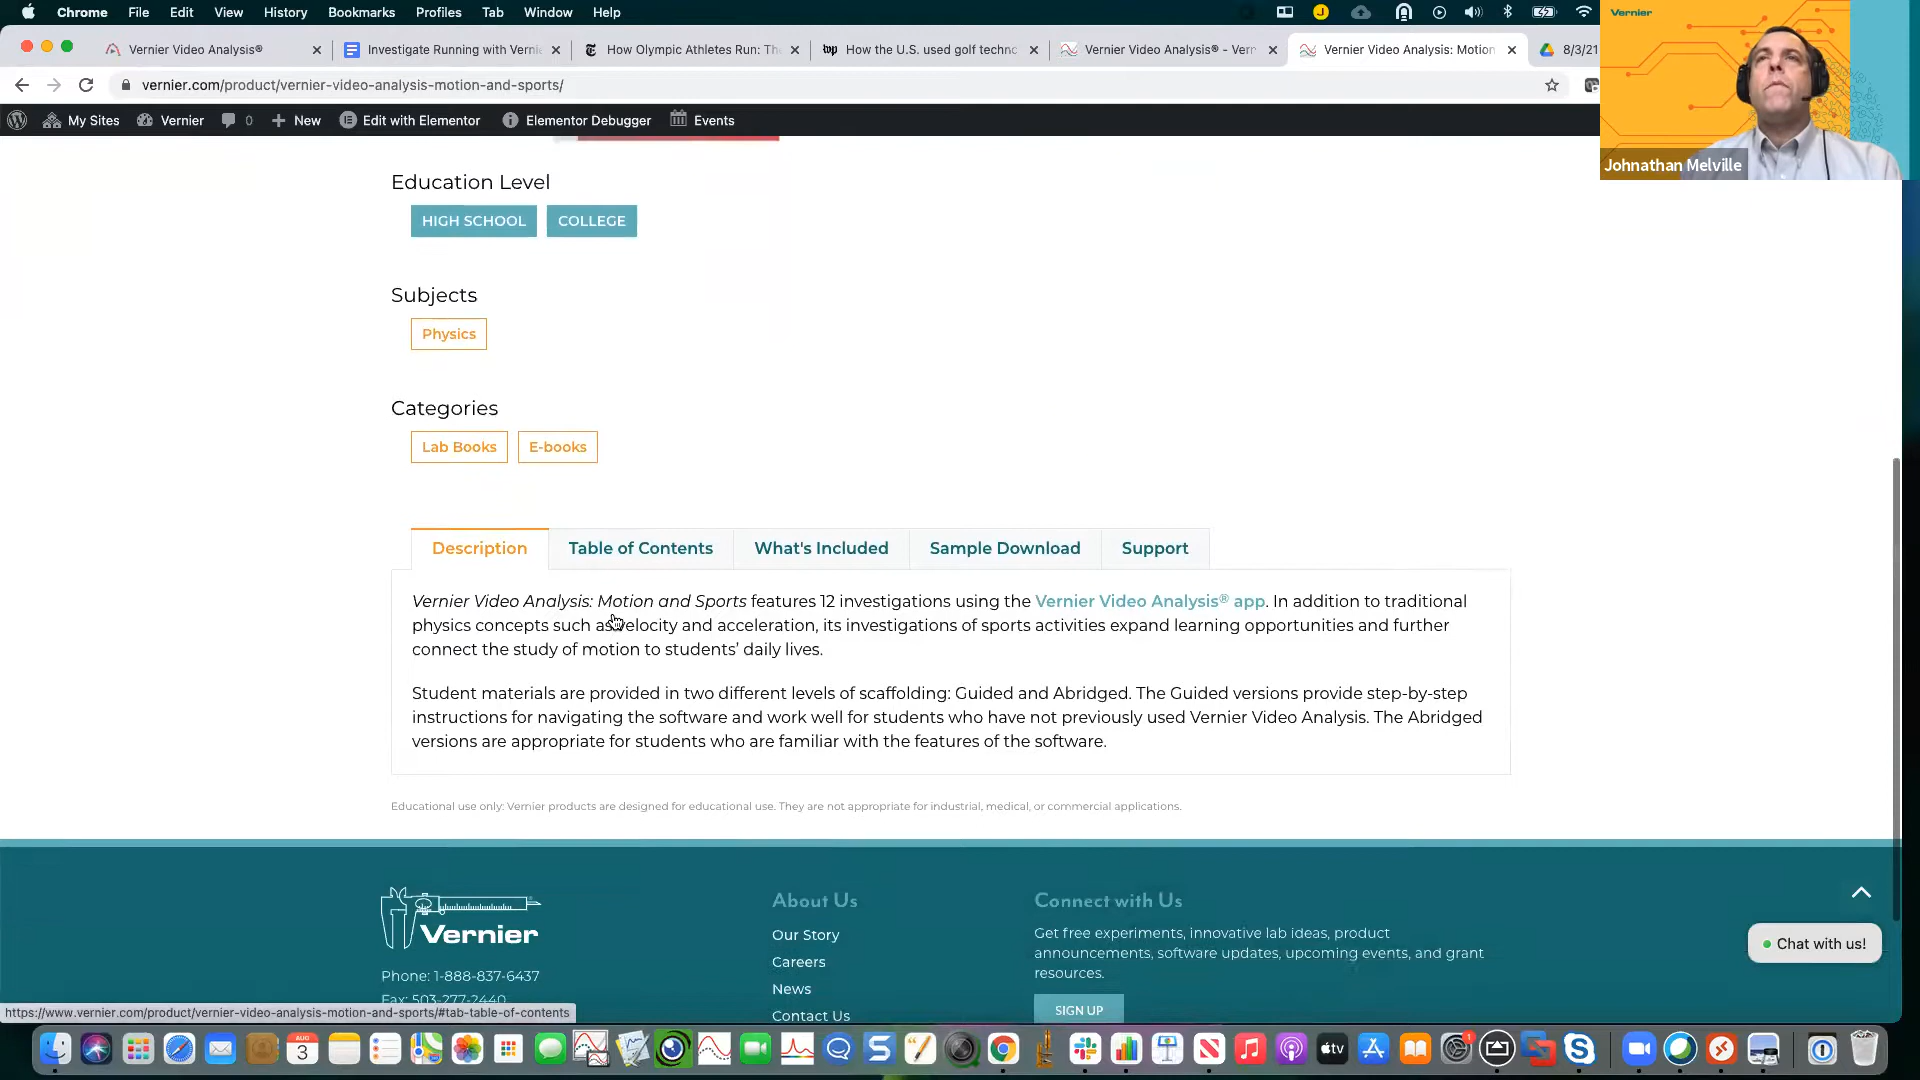 Chrome File Edit View History Bookmarks Profiles Tab Window Help
Vernier Video Analysis® Investigate Running with Verni How Olympic Athletes Run: The How the U.S. used golf techno Vernier Video Analysis® - Vern Vernier Video Analysis: Motion 8/3/21
vernier.com/product/vernier-video-analysis-motion-and-sports/
My Sites Vernier 0 New Edit with Elementor Elementor Debugger Events
Vernier
Johnathan Melville
Education Level
HIGH SCHOOL COLLEGE
Subjects
Physics
Categories
Lab Books E-books
Description Table of Contents What's Included Sample Download Support
Vernier Video Analysis: Motion and Sports features 12 investigations using the Vernier Video Analysis® app. In addition to traditional
physics concepts such as velocity and acceleration, its investigations of sports activities expand learning opportunities and further
connect the study of motion to students’ daily lives.
Student materials are provided in two different levels of scaffolding: Guided and Abridged. The Guided versions provide step-by-step
instructions for navigating the software and work well for students who have not previously used Vernier Video Analysis. The Abridged
versions are appropriate for students who are familiar with the features of the software.
Educational use only: Vernier products are designed for educational use. They are not appropriate for industrial, medical, or commercial applications.
Vernier
Phone: 1-888-837-6437
Fax: 503-277-2440
About Us
Our Story
Careers
News
Contact Us
Connect with Us
Get free experiments, innovative lab ideas, product
announcements, software updates, upcoming events, and grant
resources.
SIGN UP
Chat with us!
https://www.vernier.com/product/vernier-video-analysis-motion-and-sports/#tab-table-of-contents
AUG
3
tv